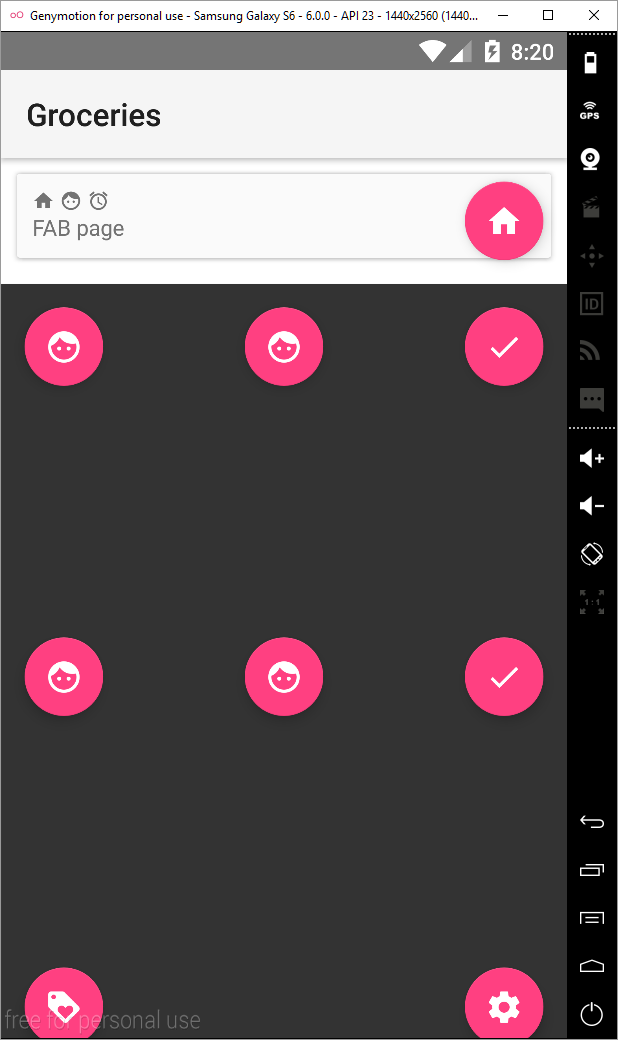 Genymotion for personal use - Samsung Galaxy S6 - 6.0.0 - API 23 - 1440x2560 (1440...
8:20
GPS
Groceries
FAB page
ID
1:1
free for personal use